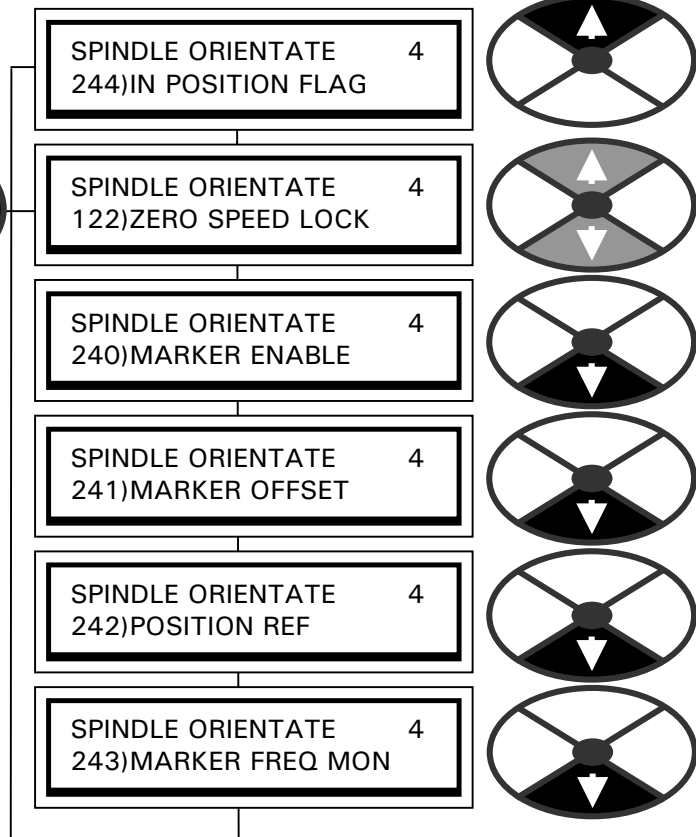 SPINDLE ORIENTATE 4
244)IN POSITION FLAG
SPINDLE ORIENTATE 4
122)ZERO SPEED LOCK
SPINDLE ORIENTATE 4
240)MARKER ENABLE
SPINDLE ORIENTATE 4
241)MARKER OFFSET
SPINDLE ORIENTATE 4
242)POSITION REF
SPINDLE ORIENTATE 4
243)MARKER FREQ MON